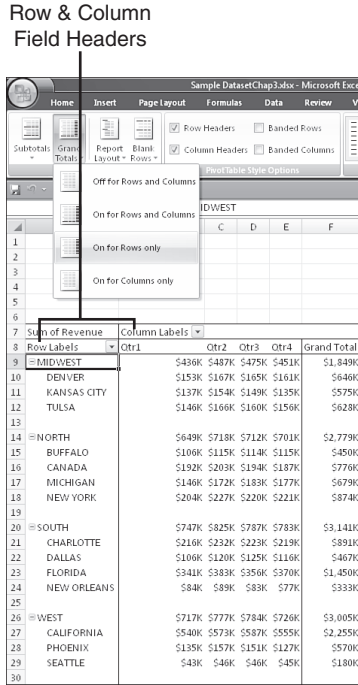 Row & Column
Field Headers
Sample DatasetChap3.xlsx - Microsoft Exce
Home Insert Page Layout Formulas Data Review V
Subtotals Grand Totals Report Layout Blank Rows Row Headers Banded Rows
Column Headers Banded Columns
PivotTable Style Options
Off for Rows and Columns
On for Rows and Columns
On for Rows only
On for Columns only
IDWEST
C D E F
1
2
3
4
5
6
7 Sum of Revenue Column Labels
8 Row Labels Qtr1 Qtr2 Qtr3 Qtr4 Grand Total
9 MIDWEST $436K $487K $475K $451K $1,849K
10 DENVER $153K $167K $165K $161K $646K
11 KANSAS CITY $137K $154K $149K $135K $575K
12 TULSA $146K $166K $160K $156K $628K
13
14 NORTH $649K $718K $712K $701K $2,779K
15 BUFFALO $106K $115K $114K $115K $450K
16 CANADA $192K $203K $194K $187K $776K
17 MICHIGAN $146K $172K $183K $177K $679K
18 NEW YORK $204K $227K $220K $221K $874K
19
20 SOUTH $747K $825K $787K $783K $3,141K
21 CHARLOTTE $216K $232K $223K $219K $891K
22 DALLAS $106K $120K $125K $116K $467K
23 FLORIDA $341K $383K $356K $370K $1,450K
24 NEW ORLEANS $84K $89K $83K $77K $333K
25
26 WEST $717K $777K $784K $726K $3,005K
27 CALIFORNIA $540K $573K $587K $555K $2,255K
28 PHOENIX $135K $157K $151K $127K $570K
29 SEATTLE $43K $46K $46K $45K $180K
30